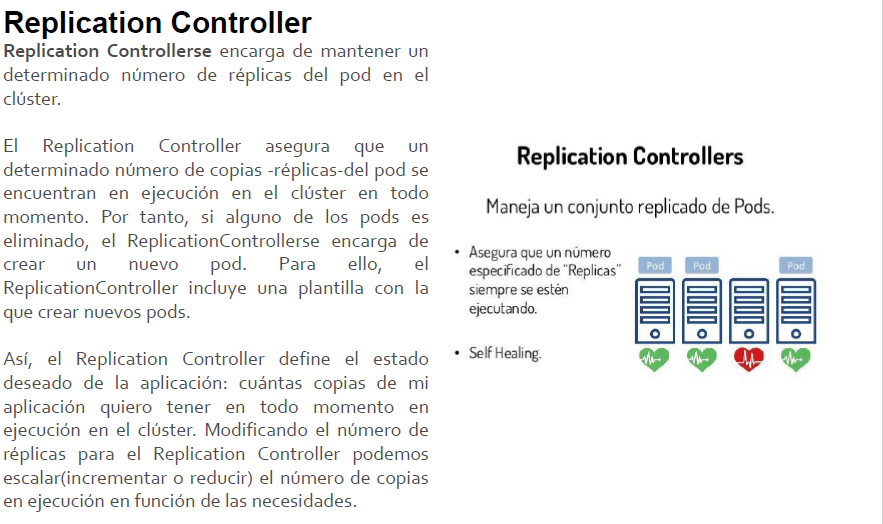 Replication Controller
Replication Controllerse encarga de mantener un
determinado número de réplicas del pod en el
clúster.
El Replication Controller asegura que un
determinado número de copias -réplicas-del pod se
encuentran en ejecución en el clúster en todo
momento. Por tanto, si alguno de los pods es
eliminado, el ReplicationControllerse encarga de
crear un nuevo pod. Para ello, el
ReplicationController incluye una plantilla con la
que crear nuevos pods.
Así, el Replication Controller define el estado
deseado de la aplicación: cuántas copias de mi
aplicación quiero tener en todo momento en
ejecución en el clúster. Modificando el número de
réplicas para el Replication Controller podemos
escalar(incrementar o reducir) el número de copias
en ejecución en función de las necesidades.
Replication Controllers
Maneja un conjunto replicado de Pods.
• Asegura que un número
especificado de "Replicas"
siempre se estén
ejecutando.
• Self Healing.
Pod Pod Pod